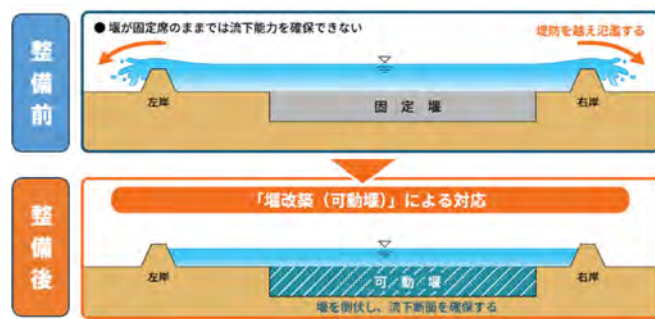 整備前
● 堰が固定席のままでは流下能力を確保できない
堤防を越え氾濫する
左岸
固定堰
右岸
整備後
「堰改築（可動堰）」による対応
左岸
可動堰
右岸
堰を倒伏し、流下断面を確保する